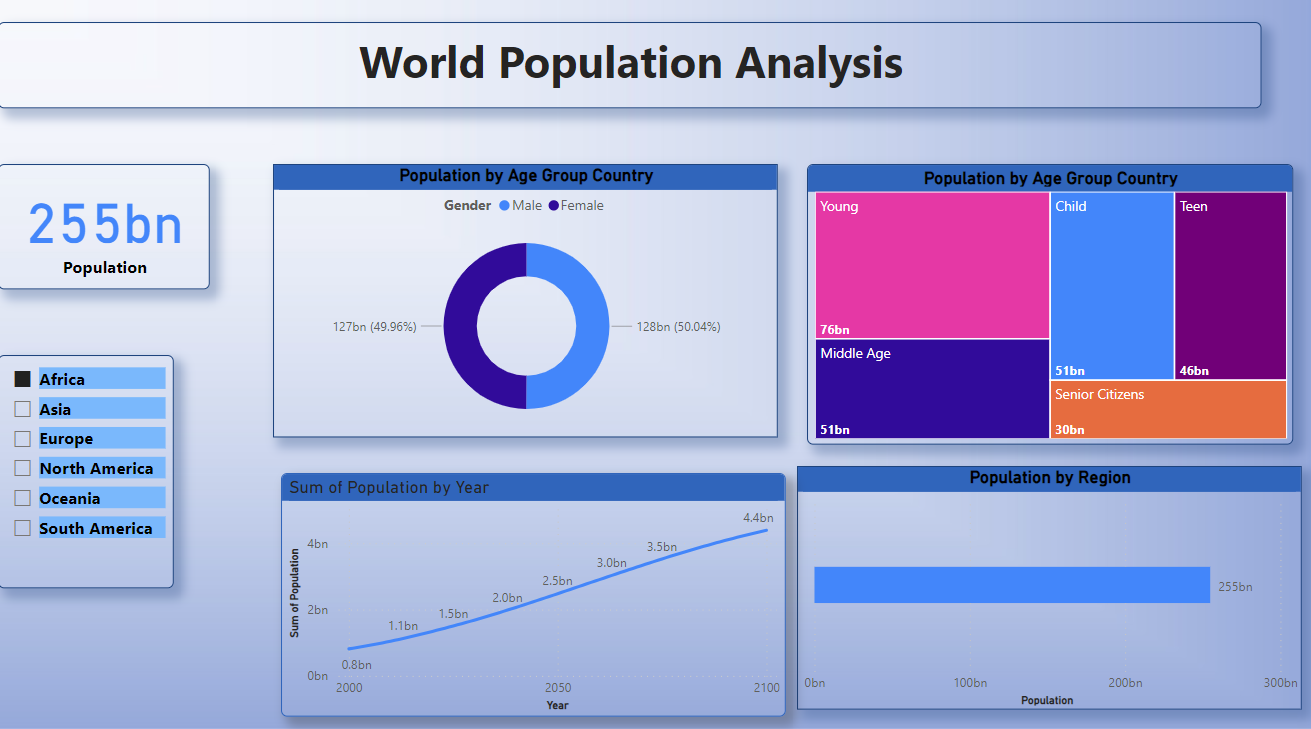 World Population Analysis
255bn
Population
Africa
Asia
Europe
North America
Oceania
South America
Population by Age Group Country
Gender Male Female
127bn (49.96%)
128bn (50.04%)
Population by Age Group Country
Young
76bn
Middle Age
51bn
Child
51bn
Teen
46bn
Senior Citizens
30bn
Sum of Population by Year
Sum of Population
4bn
2bn
0bn
0.8bn
1.1bn
1.5bn
2.0bn
2.5bn
3.0bn
3.5bn
4.4bn
2000
2050
2100
Year
Population by Region
255bn
0bn
100bn
200bn
300bn
Population